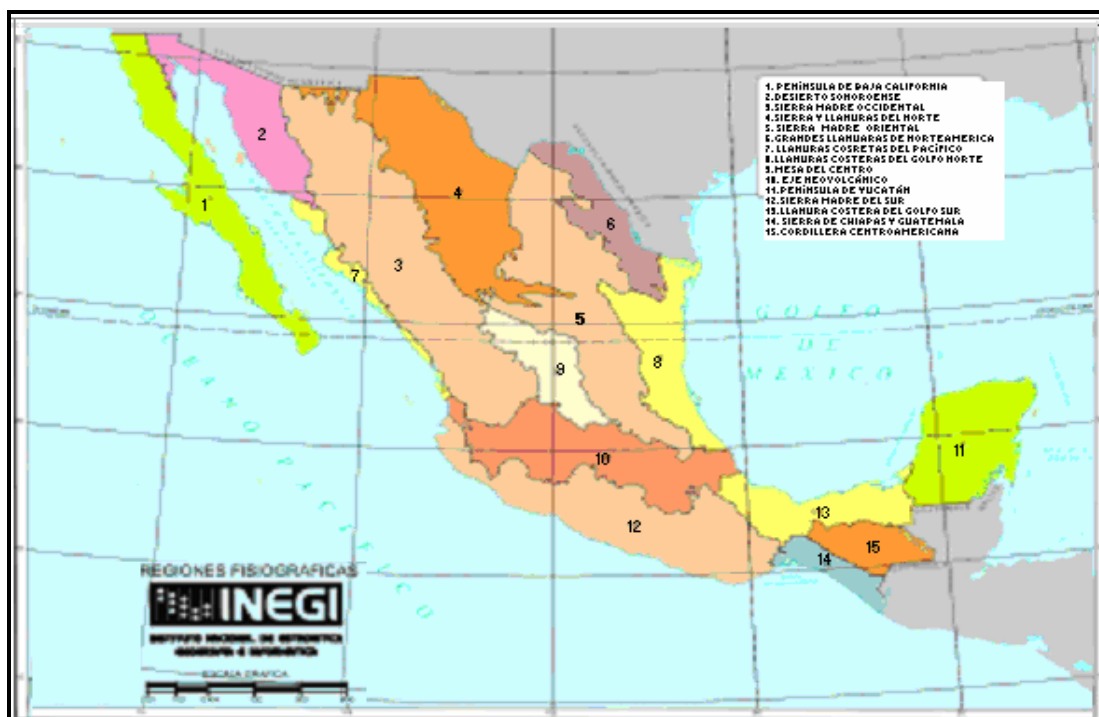 1. PENÍNSULA DE BAJA CALIFORNIA
2.DESIERTO SONOROENSE
3.SIERRA MADRE OCCIDENTAL
4.SIERRA Y LLANURAS DEL NORTE
5. SIERRA MADRE ORIENTAL
6.GRANDES LLANUARAS DE NORTEAMERICA
7. LLANURAS COSRETAS DEL PACÍFICO
8.LLANURAS COSTERAS DEL GOLFO NORTE
9.MESA DEL CENTRO
10. EJE NEOVOLCÁNICO
11.PENÍNSULA DE YUCATÁN
12.SIERRA MADRE DEL SUR
13.LLANURA COSTERA DEL GOLFO SUR
14. SIERRA DE CHIAPAS Y GUATEMALA
15.CORDILLERA CENTROAMERICANA
2
1
4
6
3
7
5
9
8
10
11
12
13
15
14
GOLFO
DE
MEXICO
OCEANO PACIFICO
REGIONES FISIOGRAFICAS
INEGI
INSTITUTO NACIONAL DE ESTADISTICA
GEOGRAFIA E INFORMATICA
ESCALA GRAFICA